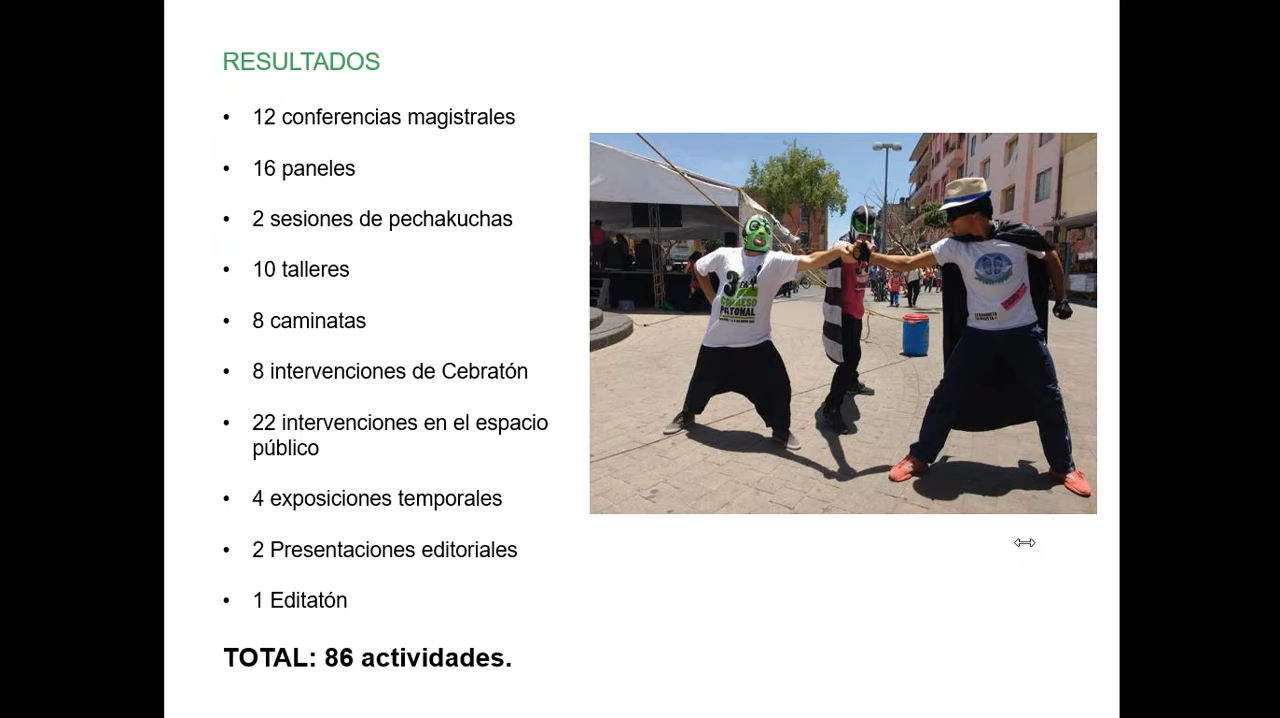 RESULTADOS
• 12 conferencias magistrales
• 16 paneles
• 2 sesiones de pechakuchas
• 10 talleres
• 8 caminatas
• 8 intervenciones de Cebratón
• 22 intervenciones en el espacio
público
• 4 exposiciones temporales
• 2 Presentaciones editoriales
• 1 Editatón
TOTAL: 86 actividades.